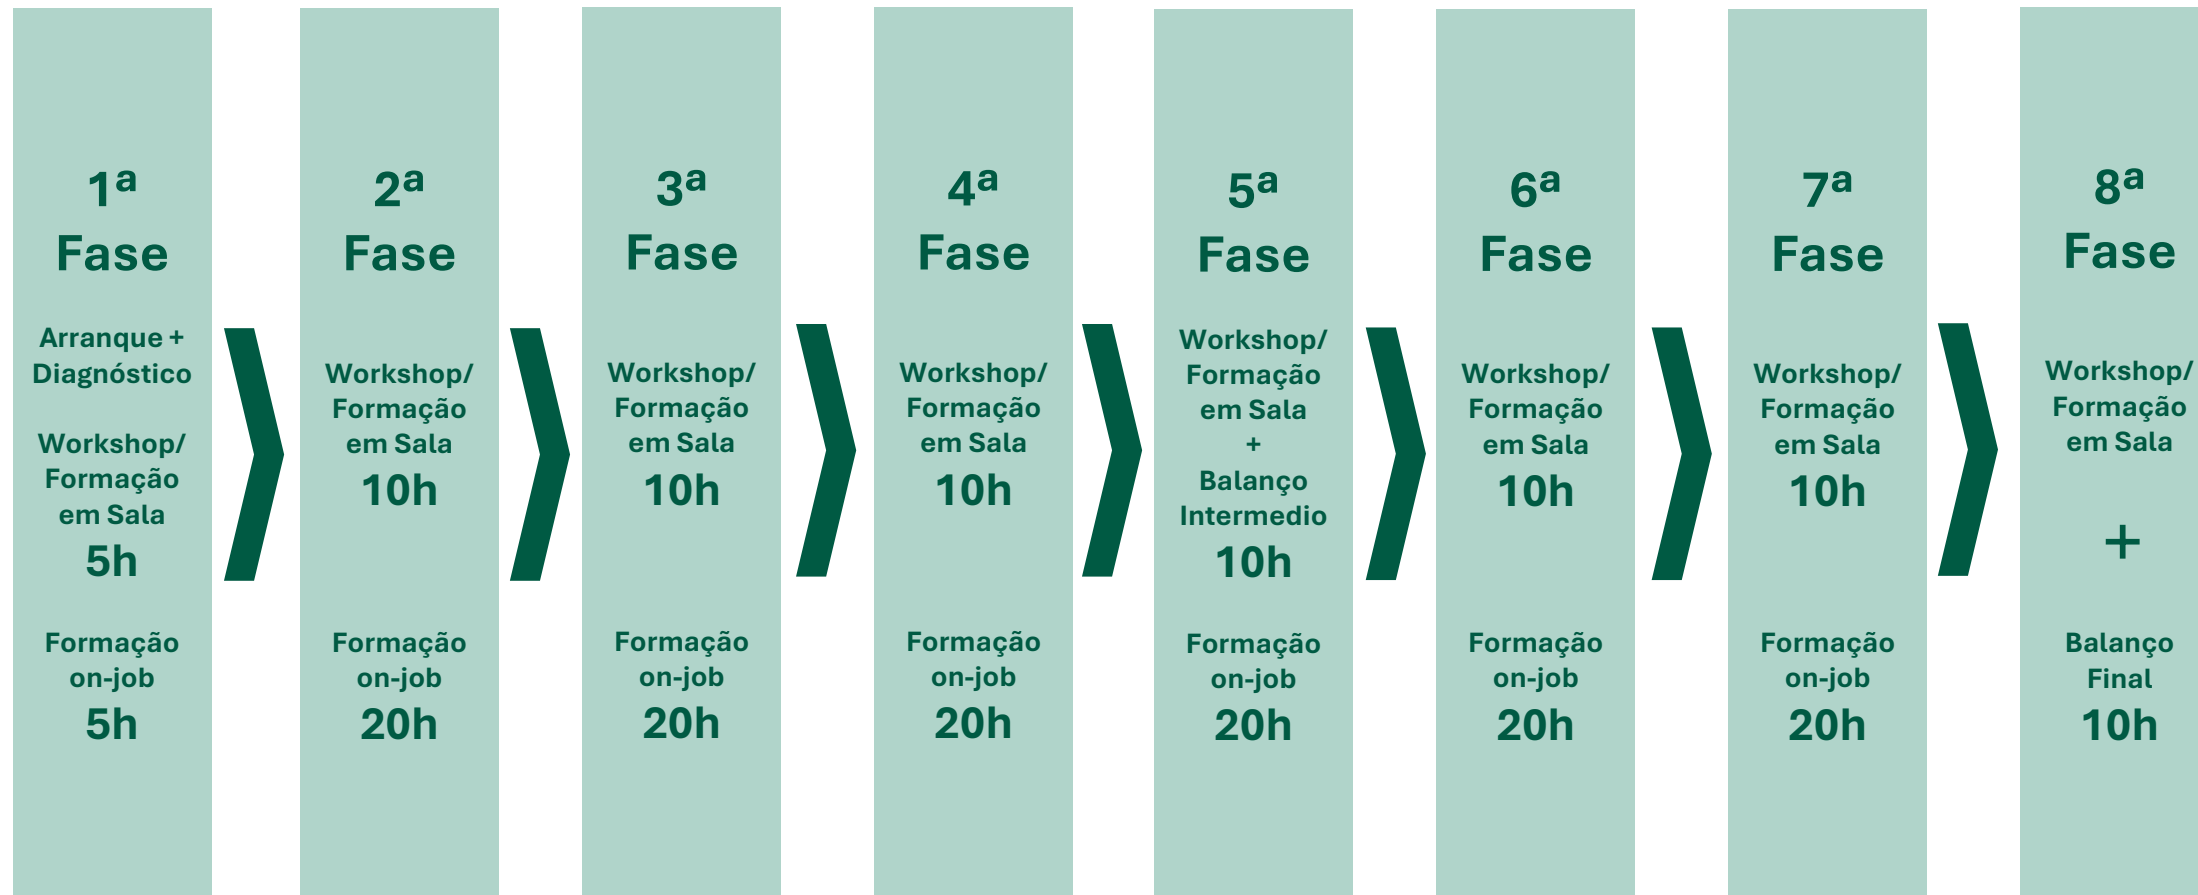 1ª
Fase
Arranque +
Diagnóstico
Workshop/
Formação
em Sala
5h
Formação
on-job
5h
2ª
Fase
Workshop/
Formação
em Sala
10h
Formação
on-job
20h
3ª
Fase
Workshop/
Formação
em Sala
10h
Formação
on-job
20h
4ª
Fase
Workshop/
Formação
em Sala
10h
Formação
on-job
20h
5ª
Fase
Workshop/
Formação
em Sala
+
Balanço
Intermedio
10h
Formação
on-job
20h
6ª
Fase
Workshop/
Formação
em Sala
10h
Formação
on-job
20h
7ª
Fase
Workshop/
Formação
em Sala
10h
Formação
on-job
20h
8ª
Fase
Workshop/
Formação
em Sala
+
Balanço
Final
10h